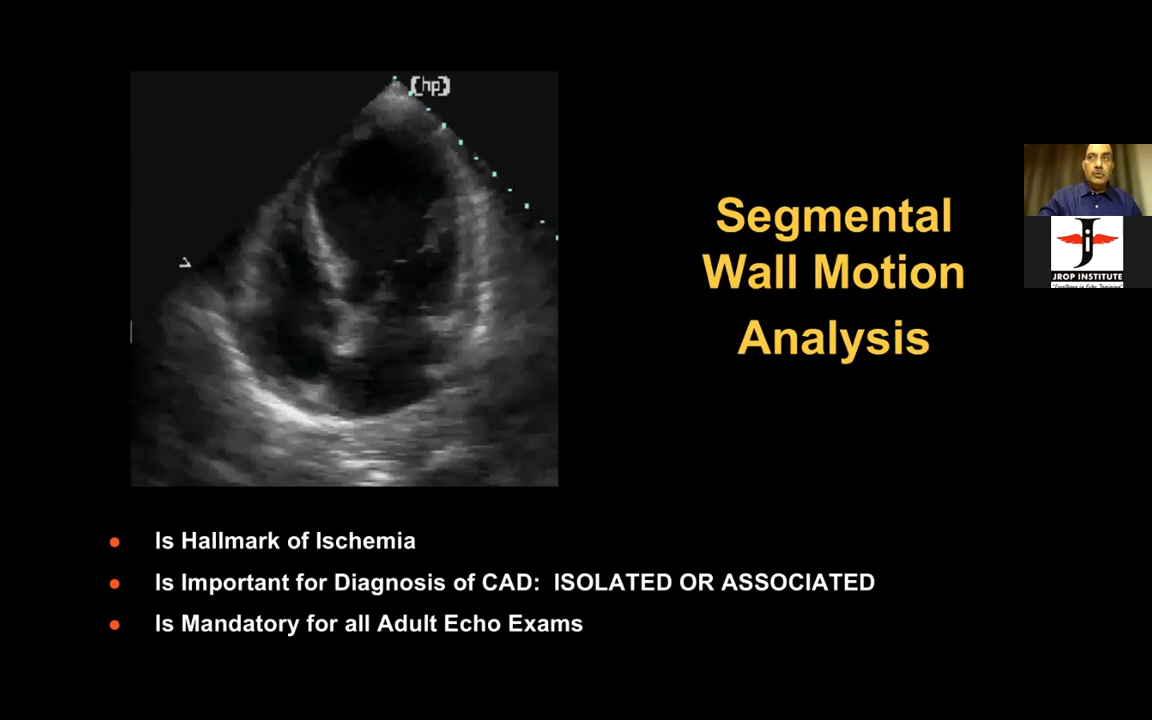 hp
Segmental
Wall Motion
Analysis
JROP INSTITUTE
Is Hallmark of Ischemia
Is Important for Diagnosis of CAD: ISOLATED OR ASSOCIATED
Is Mandatory for all Adult Echo Exams